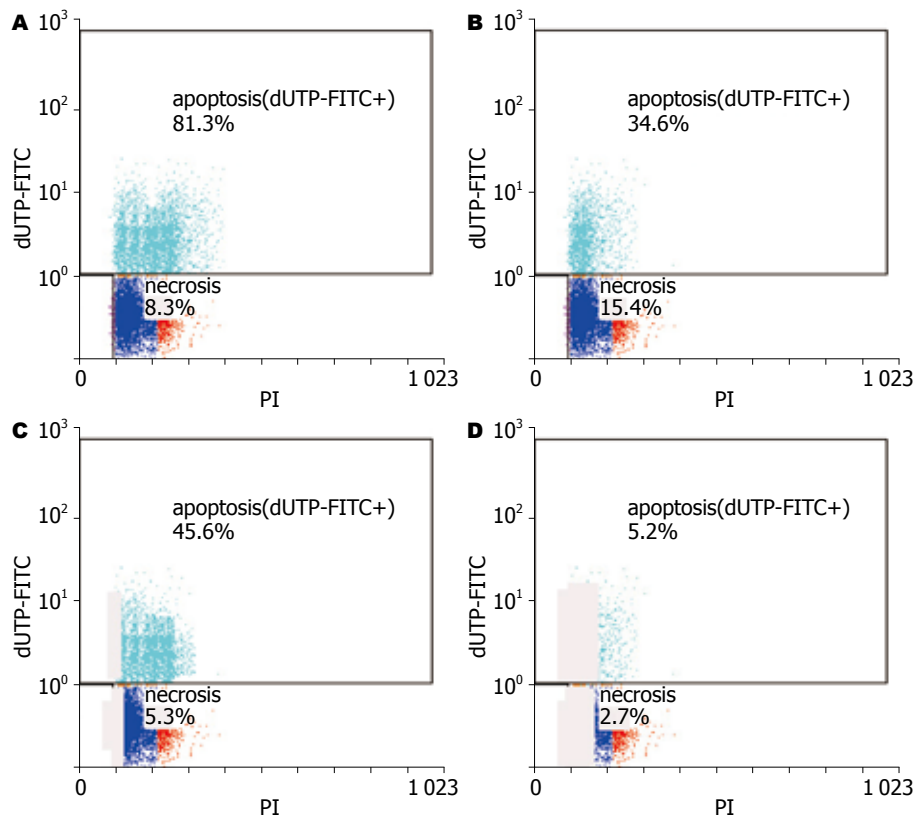 A
10³
apoptosis(dUTP-FITC+)
81.3%
10²
dUTP-FITC
10¹
10⁰
necrosis
8.3%
0
1 023
PI
B
10³
apoptosis(dUTP-FITC+)
34.6%
10²
dUTP-FITC
10¹
10⁰
necrosis
15.4%
0
1 023
PI
C
10³
apoptosis(dUTP-FITC+)
45.6%
10²
dUTP-FITC
10¹
10⁰
necrosis
5.3%
0
1 023
PI
D
10³
apoptosis(dUTP-FITC+)
5.2%
10²
dUTP-FITC
10¹
10⁰
necrosis
2.7%
0
1 023
PI